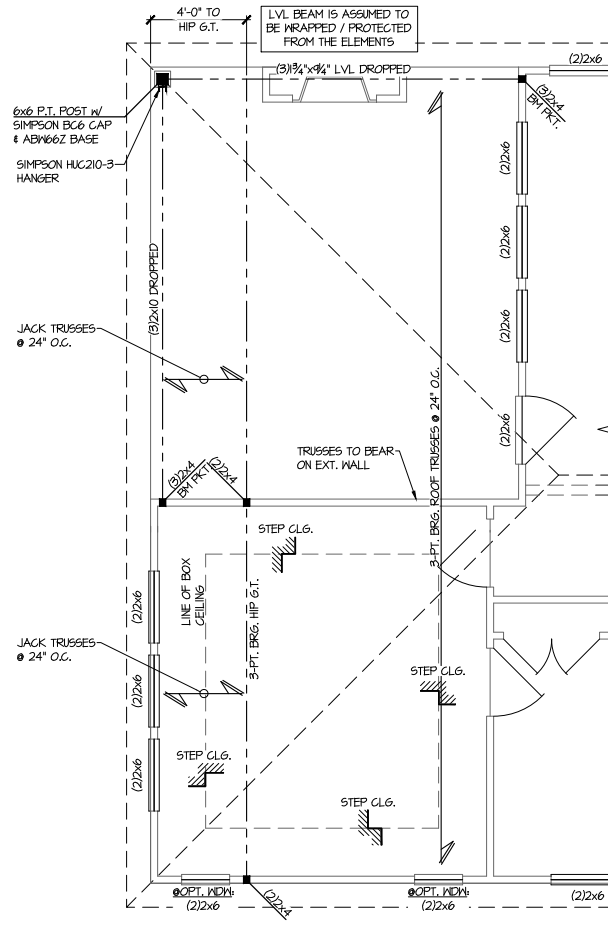 4'-0" TO
HIP G.T.
LVL BEAM IS ASSUMED TO
BE WRAPPED / PROTECTED
FROM THE ELEMENTS
(2)2x6
(3)1¾"x9¼" LVL DROPPED
(3)2x4
BM PKT.
6x6 P.T. POST W/
SIMPSON BC6 CAP
& ABW66Z BASE
SIMPSON HUC210-3
HANGER
(2)2x6
(2)2x6
(3)2x10 DROPPED
(2)2x6
JACK TRUSSES
@ 24" O.C.
3-PT. BRG. ROOF TRUSSES @ 24" O.C.
(2)2x6
TRUSSES TO BEAR
ON EXT. WALL
(3)2x4
BM PKT.
(2)2x4
STEP CLG.
LINE OF BOX
CEILING
3-PT. BRG. HIP G.T.
(2)2x6
JACK TRUSSES
@ 24" O.C.
(2)2x6
STEP CLG.
(2)2x6
STEP CLG.
STEP CLG.
@OPT. WDW:
(2)2x6
(2)2x4
@OPT. WDW:
(2)2x6
(2)2x6